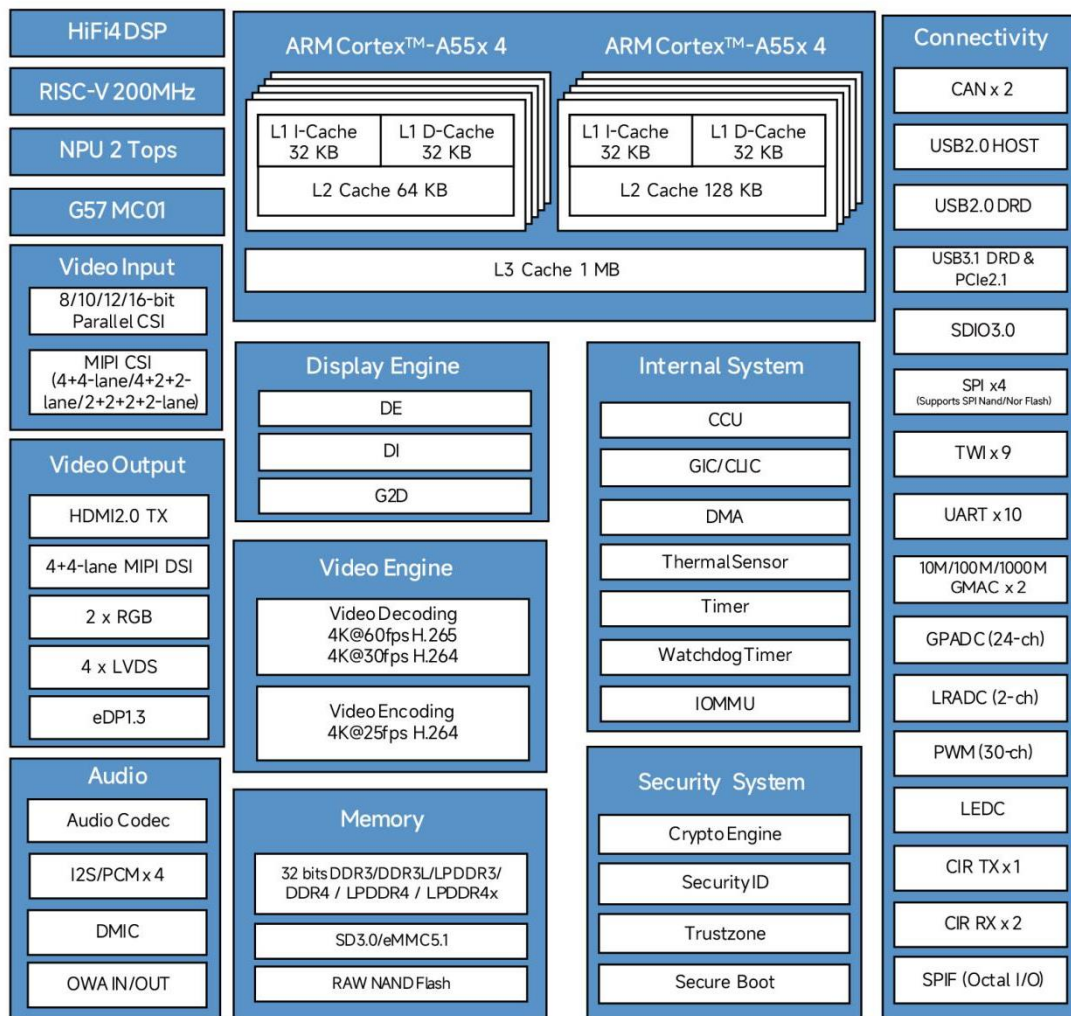 HiFi4 DSP
RISC-V 200MHz
NPU 2 Tops
G57 MC01
Video Input
8/10/12/16-bit
Parallel CSI
MIPI CSI
(4+4-lane/4+2+2-
lane/2+2+2+2-lane)
Video Output
HDMI2.0 TX
4+4-lane MIPI DSI
2 x RGB
4 x LVDS
eDP1.3
Audio
Audio Codec
I2S/PCM x 4
DMIC
OWA IN/OUT
ARM Cortex™-A55x 4
L1 I-Cache
32 KB
L1 D-Cache
32 KB
L2 Cache 64 KB
ARM Cortex™-A55x 4
L1 I-Cache
32 KB
L1 D-Cache
32 KB
L2 Cache 128 KB
L3 Cache 1 MB
Display Engine
DE
DI
G2D
Video Engine
Video Decoding
4K@60fps H.265
4K@30fps H.264
Video Encoding
4K@25fps H.264
Memory
32 bits DDR3/DDR3L/LPDDR3/
DDR4 / LPDDR4 / LPDDR4x
SD3.0/eMMC5.1
RAW NAND Flash
Internal System
CCU
GIC/CLIC
DMA
Thermal Sensor
Timer
Watchdog Timer
IOMMU
Security System
Crypto Engine
Security ID
Trustzone
Secure Boot
Connectivity
CAN x 2
USB2.0 HOST
USB2.0 DRD
USB3.1 DRD &
PCIe2.1
SDIO3.0
SPI x4
(Supports SPI Nand/Nor Flash)
TWI x 9
UART x 10
10M/100M/1000M
GMAC x 2
GPADC (24-ch)
LRADC (2-ch)
PWM (30-ch)
LEDC
CIR TX x 1
CIR RX x 2
SPIF (Octal I/O)